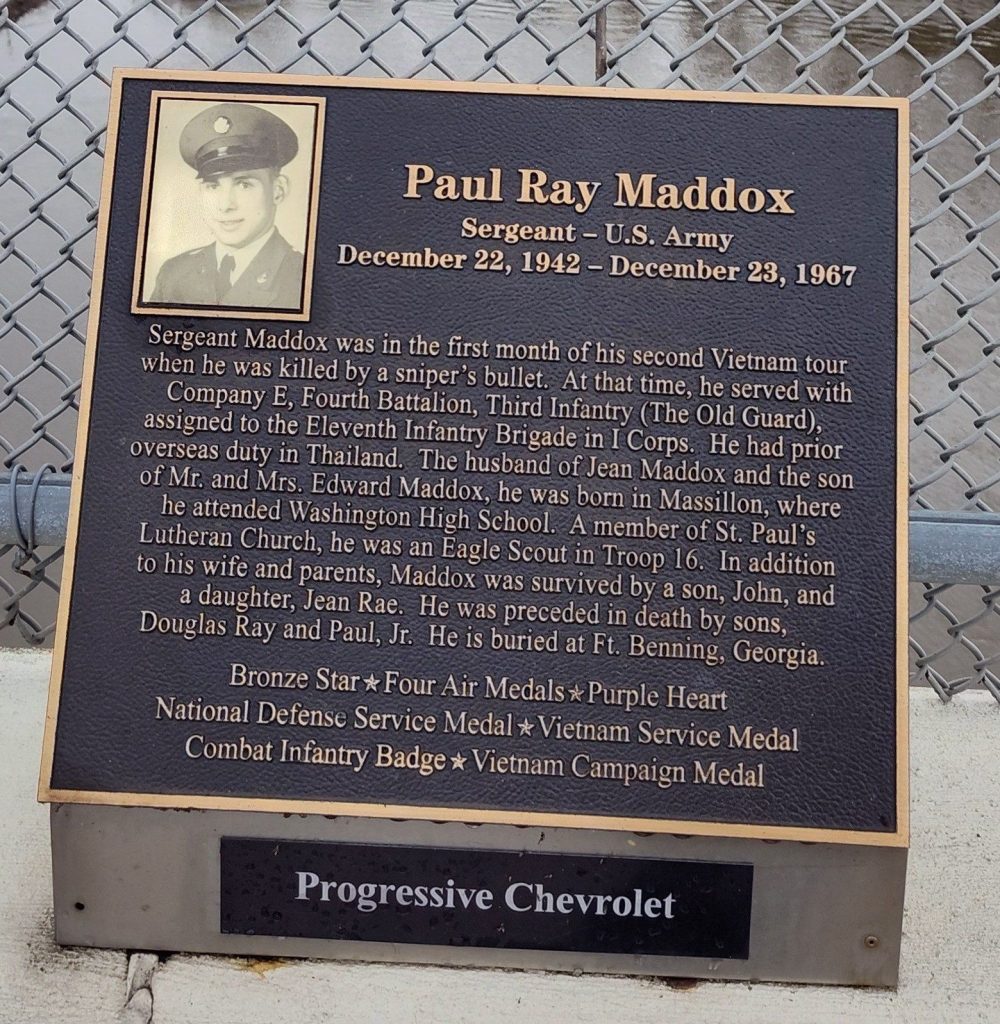 Paul Ray Maddox
Sergeant – U.S. Army
December 22, 1942 – December 23, 1967
Sergeant Maddox was in the first month of his second Vietnam tour
when he was killed by a sniper's bullet. At that time, he served with
Company E, Fourth Battalion, Third Infantry (The Old Guard),
assigned to the Eleventh Infantry Brigade in I Corps. He had prior
overseas duty in Thailand. The husband of Jean Maddox and the son
of Mr. and Mrs. Edward Maddox, he was born in Massillon, where
he attended Washington High School. A member of St. Paul's
Lutheran Church, he was an Eagle Scout in Troop 16. In addition
to his wife and parents, Maddox was survived by a son, John, and
a daughter, Jean Rae. He was preceded in death by sons,
Douglas Ray and Paul, Jr. He is buried at Ft. Benning, Georgia.
Bronze Star★Four Air Medals★Purple Heart
National Defense Service Medal★Vietnam Service Medal
Combat Infantry Badge★Vietnam Campaign Medal
Progressive Chevrolet